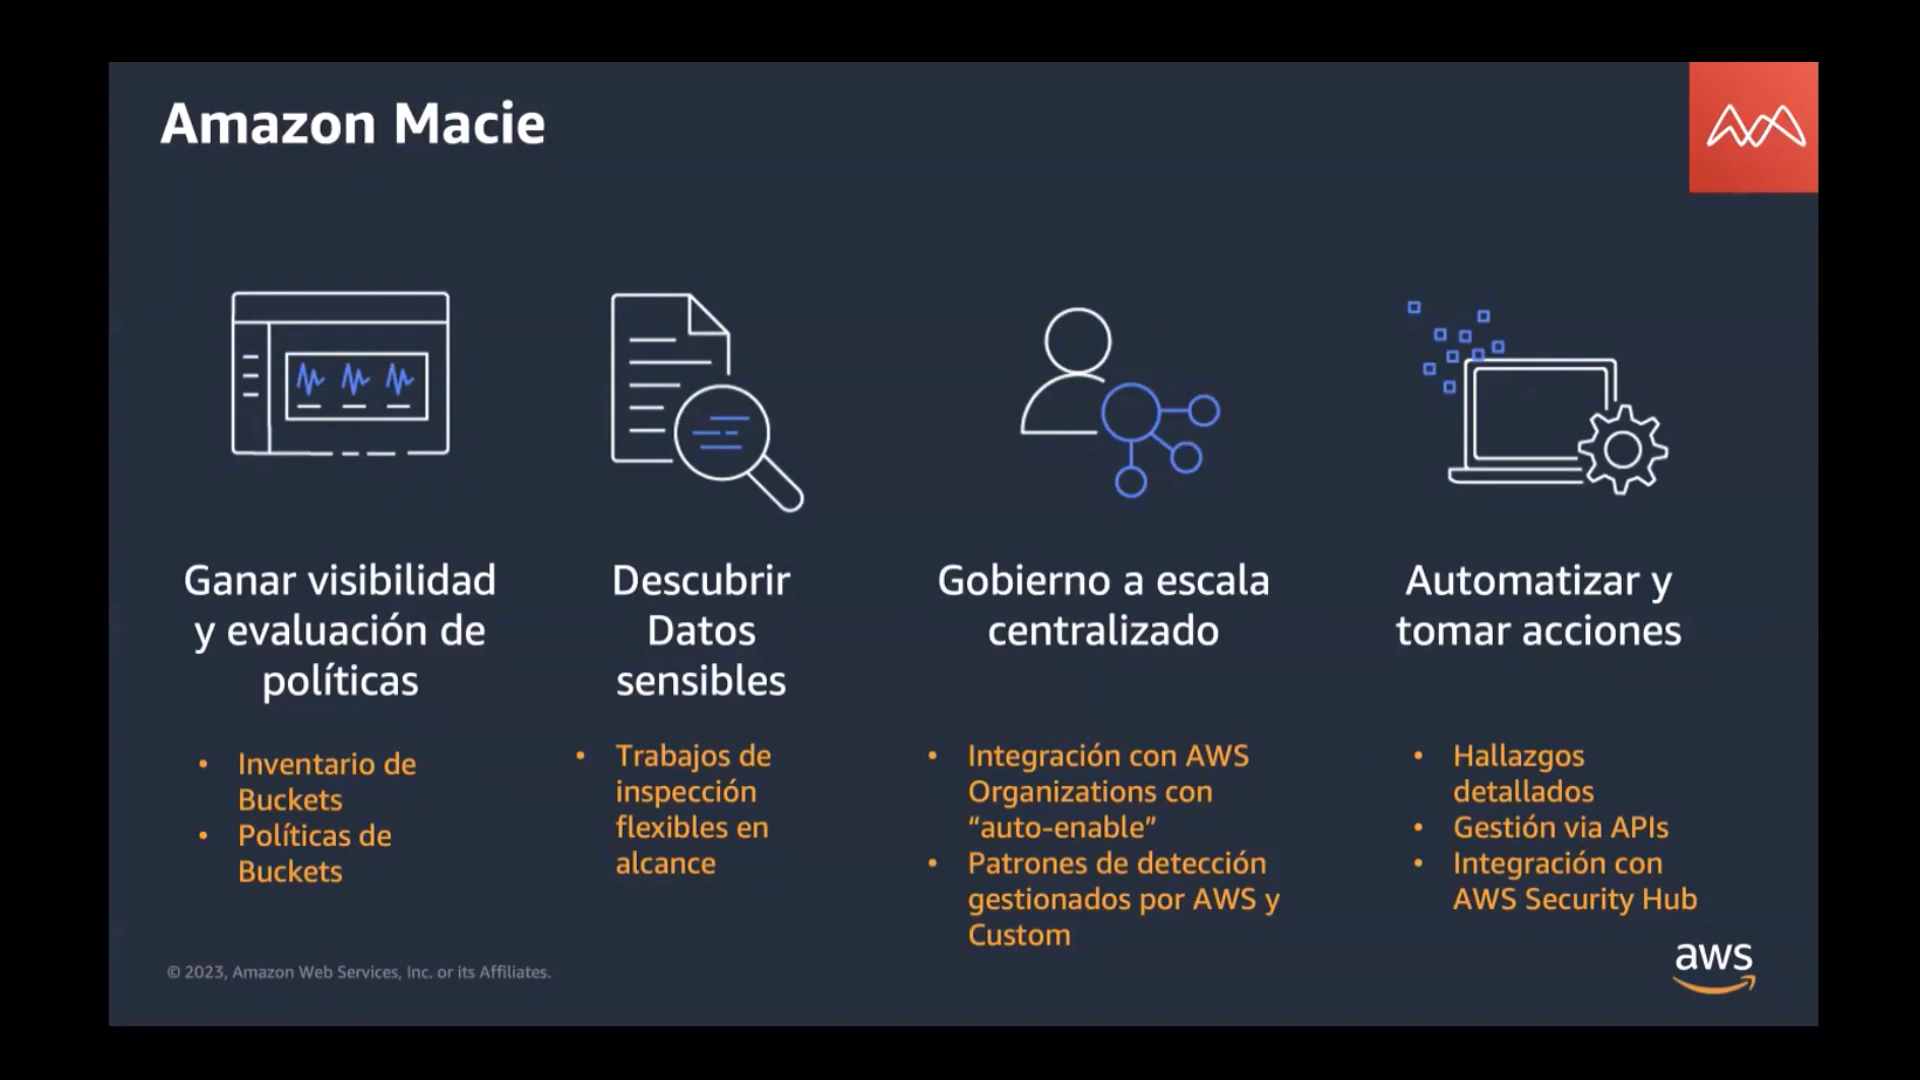 Amazon Macie
Ganar visibilidad
y evaluación de
políticas
• Inventario de
Buckets
• Políticas de
Buckets
Descubrir
Datos
sensibles
• Trabajos de
inspección
flexibles en
alcance
Gobierno a escala
centralizado
• Integración con AWS
Organizations con
“auto-enable”
• Patrones de detección
gestionados por AWS y
Custom
Automatizar y
tomar acciones
• Hallazgos
detallados
• Gestión via APIs
• Integración con
AWS Security Hub
© 2023, Amazon Web Services, Inc. or its Affiliates.
aws